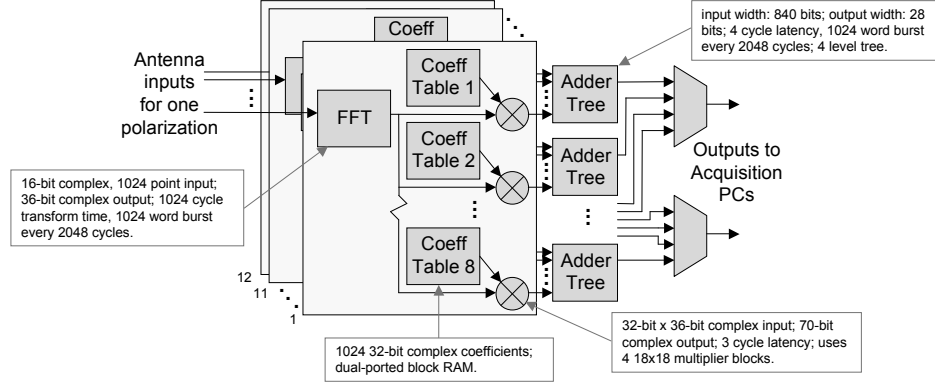 input width: 840 bits; output width: 28
bits; 4 cycle latency, 1024 word burst
every 2048 cycles; 4 level tree.
Coeff
Antenna
inputs
for one
polarization
Coeff
Table 1
Adder
Tree
FFT
Coeff
Table 2
Adder
Tree
Outputs to
Acquisition
PCs
16-bit complex, 1024 point input;
36-bit complex output; 1024 cycle
transform time, 1024 word burst
every 2048 cycles.
Coeff
Table 8
Adder
Tree
12
11
1
32-bit x 36-bit complex input; 70-bit
complex output; 3 cycle latency; uses
4 18x18 multiplier blocks.
1024 32-bit complex coefficients;
dual-ported block RAM.